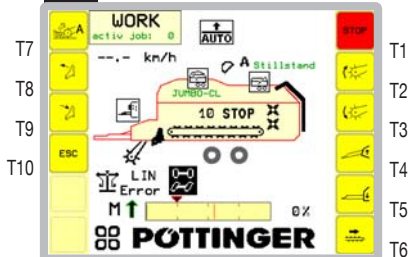 WORK
activ job: 0
A
AUTO
STOP
T7
--.- km/h
A Stillstand
T1
T8
JUMBO-CL
T2
T9
10 STOP
T3
T10
ESC
T4
LIN
Error
T5
M
0%
PÖTTINGER
T6